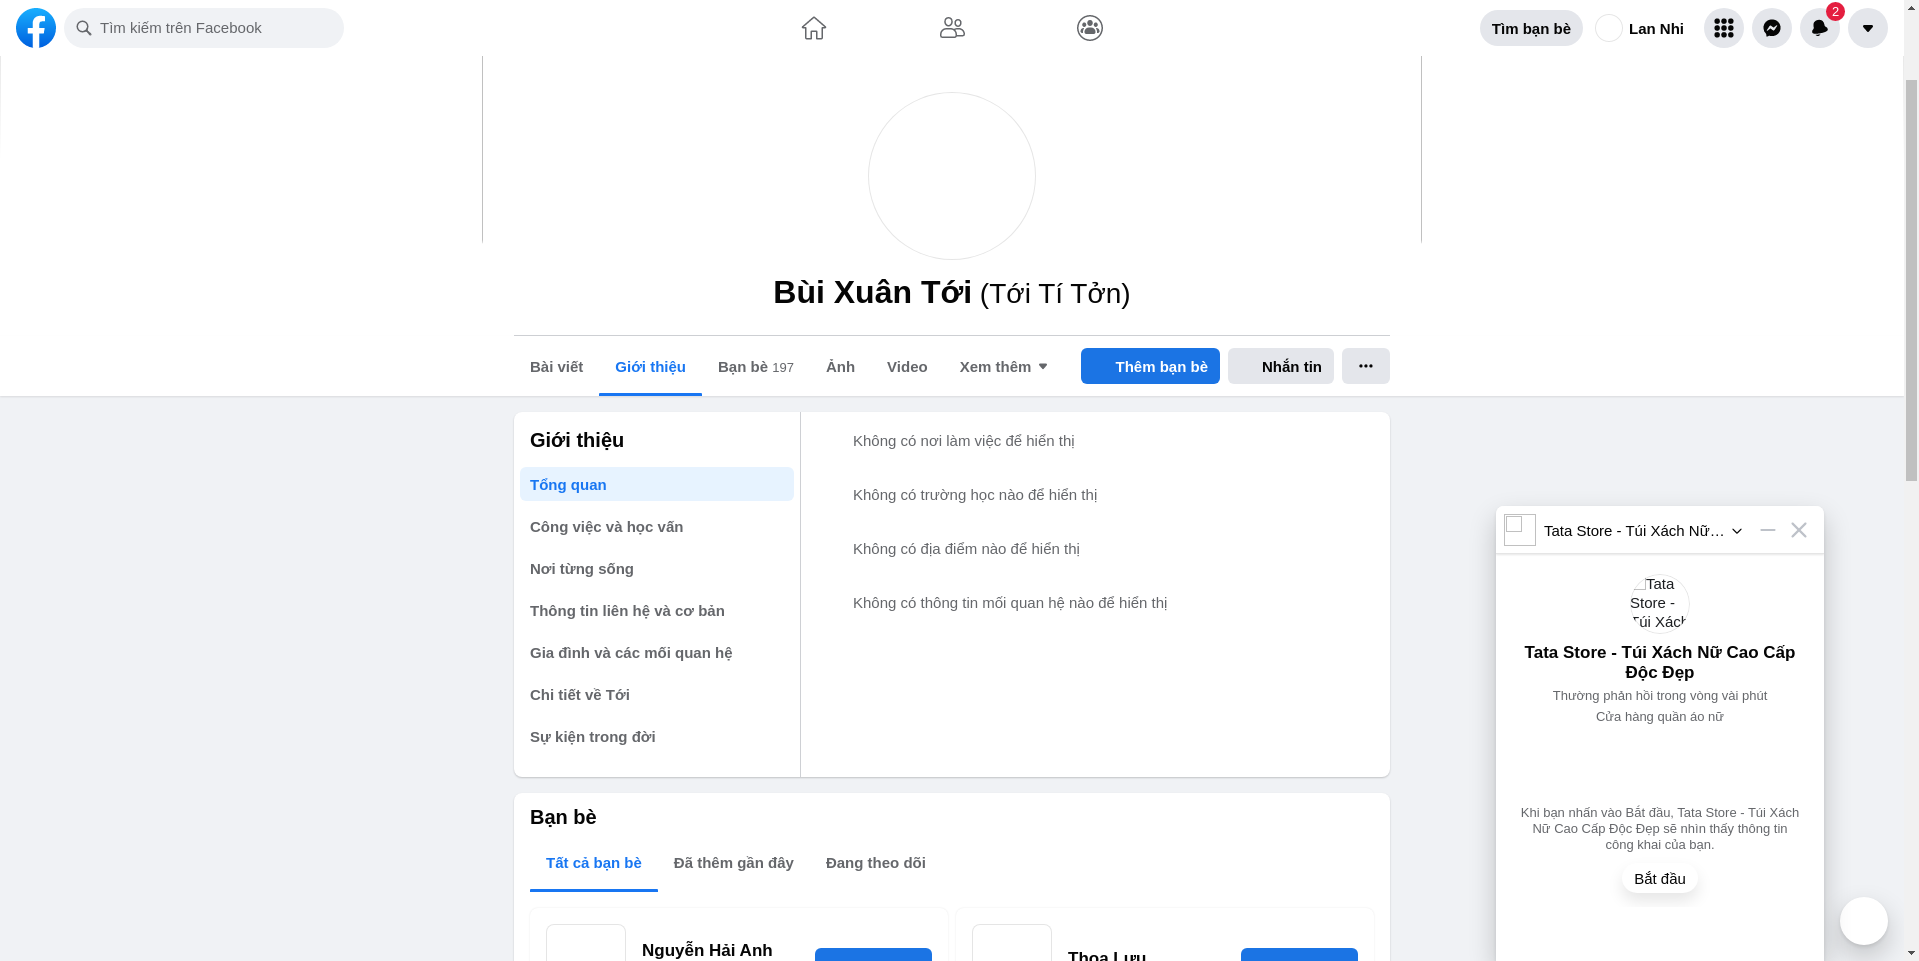 Tìm kiếm trên Facebook
Tìm bạn bè
Lan Nhi
2
Bùi Xuân Tới (Tới Tí Tởn)
Bài viết
Giới thiệu
Bạn bè 197
Ảnh
Video
Xem thêm
Thêm bạn bè
Nhắn tin
Giới thiệu
Tổng quan
Công việc và học vấn
Nơi từng sống
Thông tin liên hệ và cơ bản
Gia đình và các mối quan hệ
Chi tiết về Tới
Sự kiện trong đời
Không có nơi làm việc để hiển thị
Không có trường học nào để hiển thị
Không có địa điểm nào để hiển thị
Không có thông tin mối quan hệ nào để hiển thị
Bạn bè
Tất cả bạn bè
Đã thêm gần đây
Đang theo dõi
Nguyễn Hải Anh
Thoa Lưu
Tata Store - Túi Xách Nữ…
Tata
Store -
Túi Xách
Tata Store - Túi Xách Nữ Cao Cấp
Độc Đẹp
Thường phản hồi trong vòng vài phút
Cửa hàng quần áo nữ
Khi bạn nhấn vào Bắt đầu, Tata Store - Túi Xách
Nữ Cao Cấp Độc Đẹp sẽ nhìn thấy thông tin
công khai của bạn.
Bắt đầu